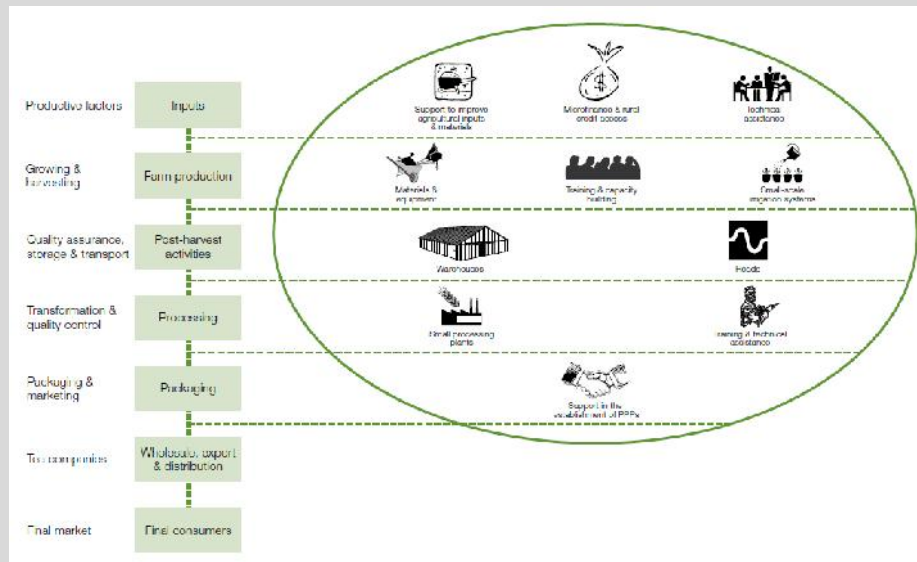 Productive factors
Inputs
Support to improve
agricultural inputs
& materials
Microfinance & rural
credit access
Technical
assistance
Growing &
harvesting
Farm production
Materials &
equipment
Training & capacity
building
Small-scale
irrigation systems
Quality assurance,
storage & transport
Post-harvest
activities
Warehouses
Roads
Transformation &
quality control
Processing
Small processing
plants
Training & technical
assistance
Packaging &
marketing
Packaging
Support in the
establishment of PPPs
Tea companies
Wholesale, export
& distribution
Final market
Final consumers